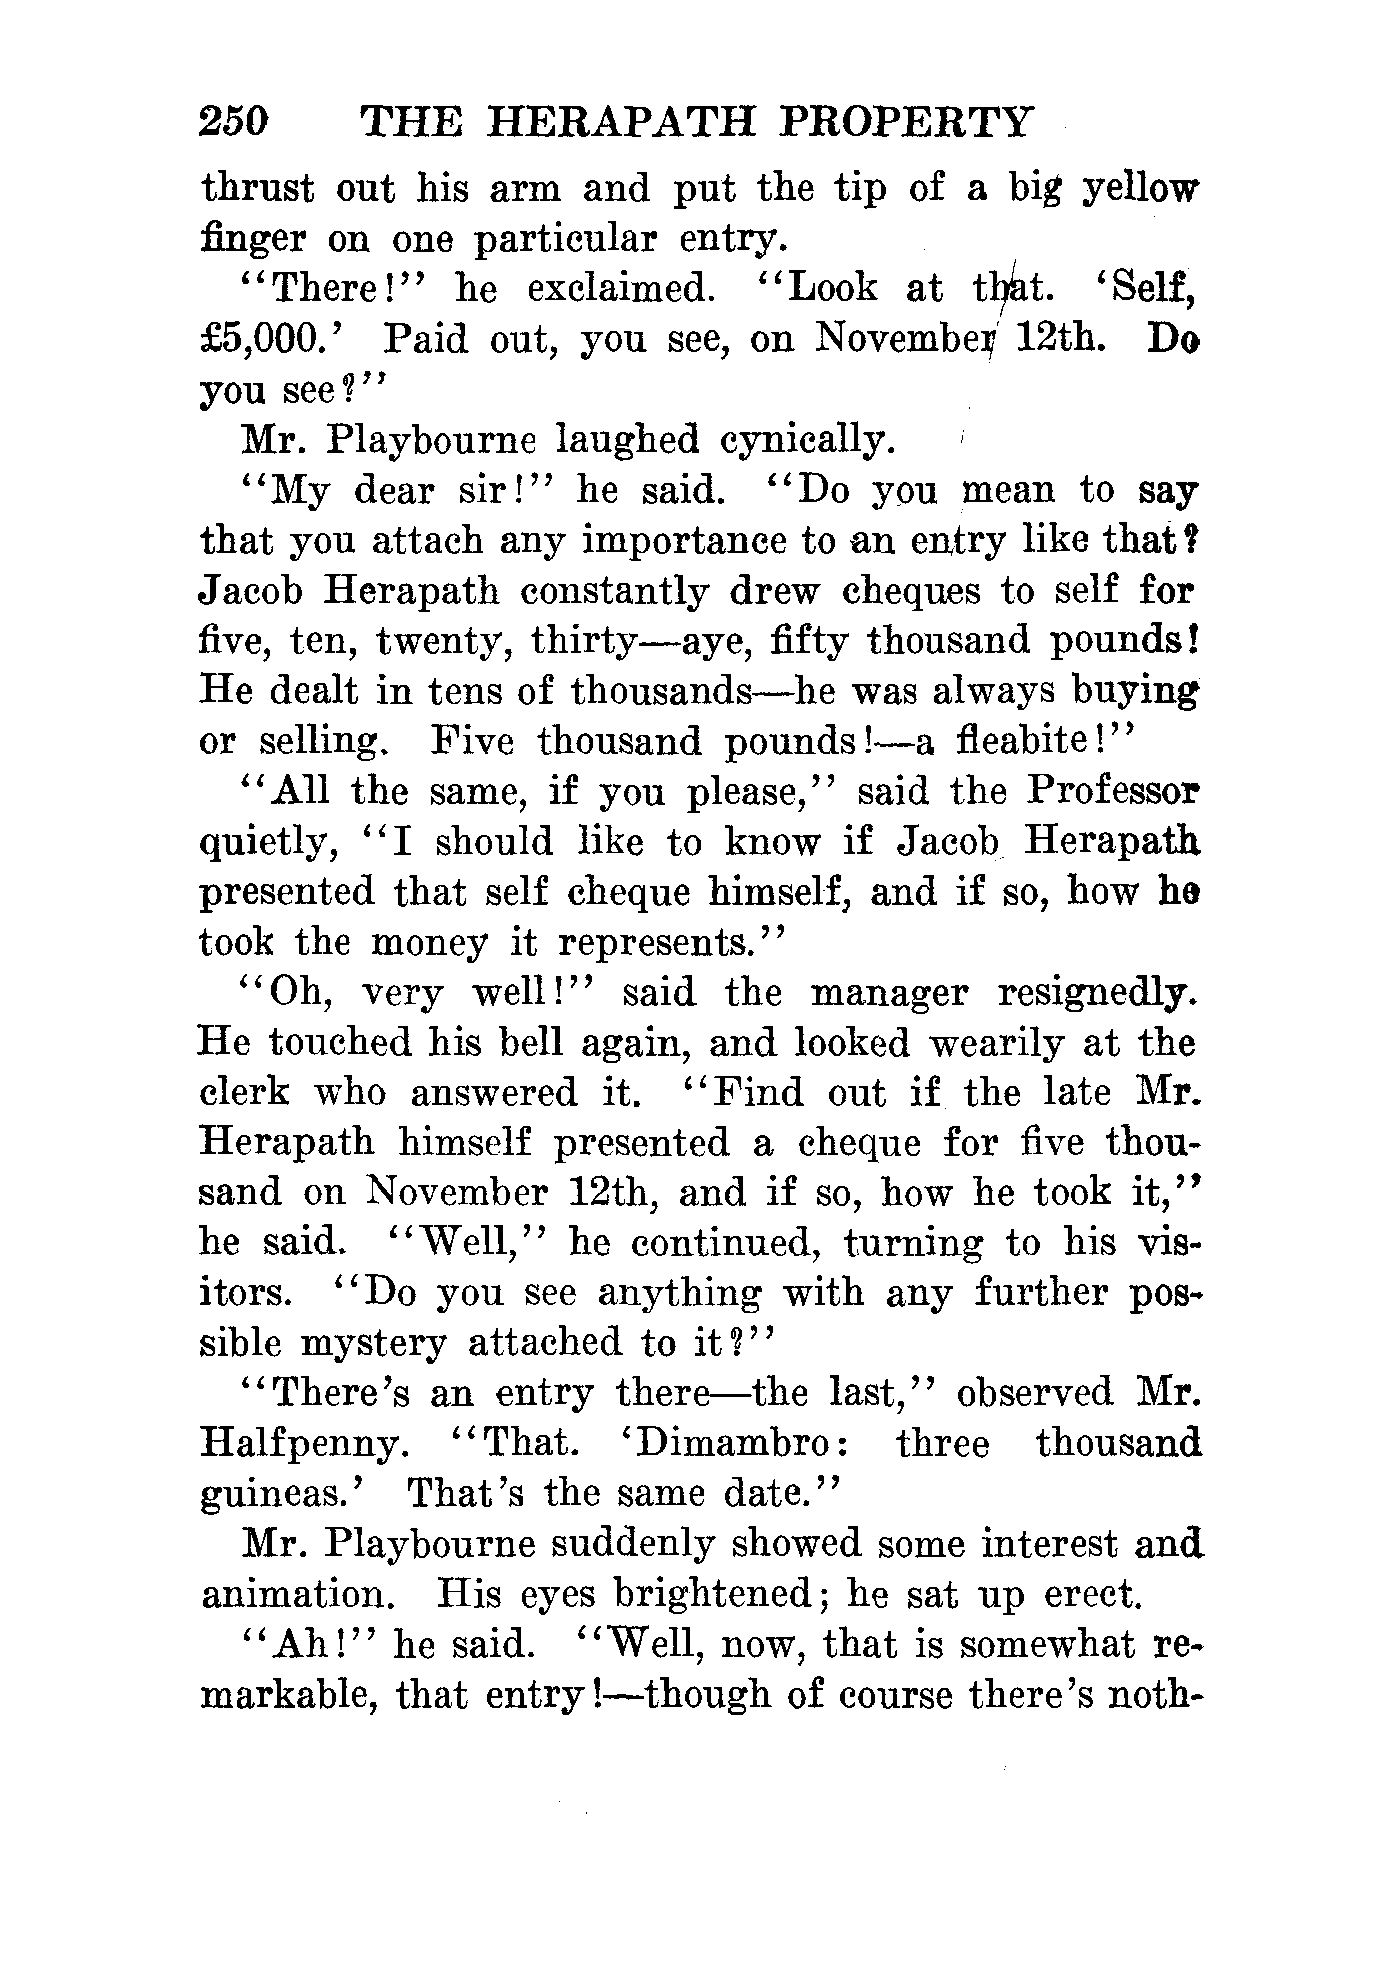 250 THE HERAPATH PROPERTY
thrust out his arm and put the tip of a big yellow
finger on one particular entry.
"There!" he exclaimed. "Look at that. 'Self,
£5,000.' Paid out, you see, on November 12th. Do
you see?"
Mr. Playbourne laughed cynically.
"My dear sir!" he said. "Do you mean to say
that you attach any importance to an entry like that?
Jacob Herapath constantly drew cheques to self for
five, ten, twenty, thirty—aye, fifty thousand pounds!
He dealt in tens of thousands—he was always buying
or selling. Five thousand pounds!—a fleabite!"
"All the same, if you please," said the Professor
quietly, "I should like to know if Jacob Herapath
presented that self cheque himself, and if so, how he
took the money it represents."
"Oh, very well!" said the manager resignedly.
He touched his bell again, and looked wearily at the
clerk who answered it. "Find out if the late Mr.
Herapath himself presented a cheque for five thou-
sand on November 12th, and if so, how he took it,"
he said. "Well," he continued, turning to his vis-
itors. "Do you see anything with any further pos-
sible mystery attached to it?"
"There's an entry there—the last," observed Mr.
Halfpenny. "That. 'Dimambro: three thousand
guineas.' That's the same date."
Mr. Playbourne suddenly showed some interest and
animation. His eyes brightened; he sat up erect.
"Ah!" he said. "Well, now, that is somewhat re-
markable, that entry!—though of course there's noth-